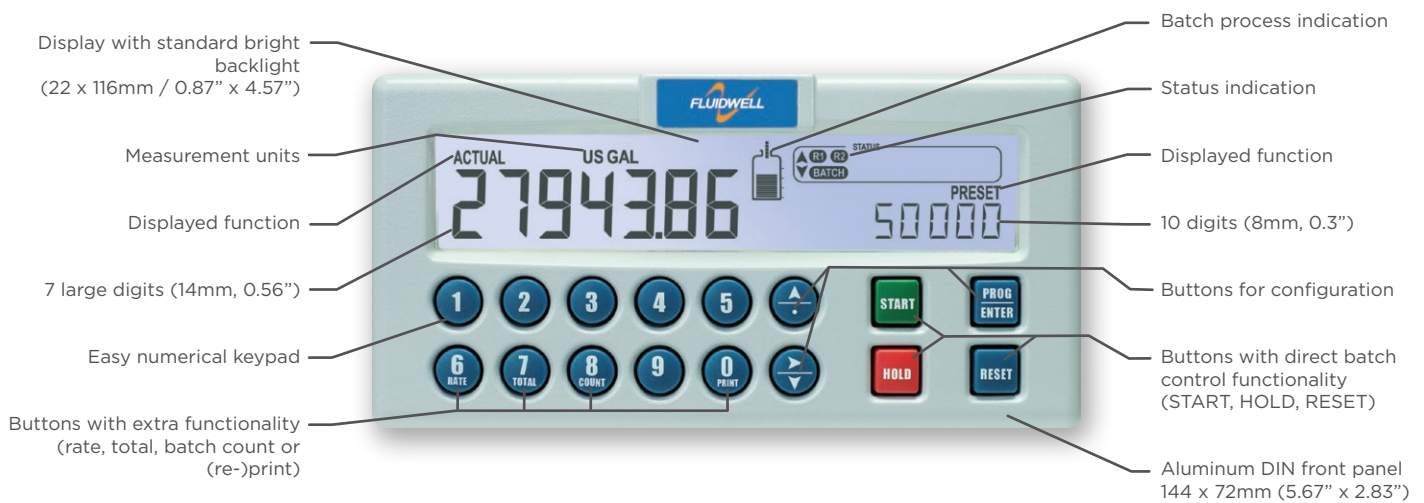 Display with standard bright
backlight
(22 x 116mm / 0.87” x 4.57”)
Measurement units
Displayed function
7 large digits (14mm, 0.56”)
Easy numerical keypad
Buttons with extra functionality
(rate, total, batch count or
(re-)print)
FLUIDWELL
ACTUAL
US GAL
27943.86
STATUS
R1 R2
BATCH
PRESET
50000
1 2 3 4 5
START
PROG
ENTER
6 7 8 9 0
RATE TOTAL COUNT PRINT
HOLD
RESET
Batch process indication
Status indication
Displayed function
10 digits (8mm, 0.3”)
Buttons for configuration
Buttons with direct batch
control functionality
(START, HOLD, RESET)
Aluminum DIN front panel
144 x 72mm (5.67” x 2.83”)